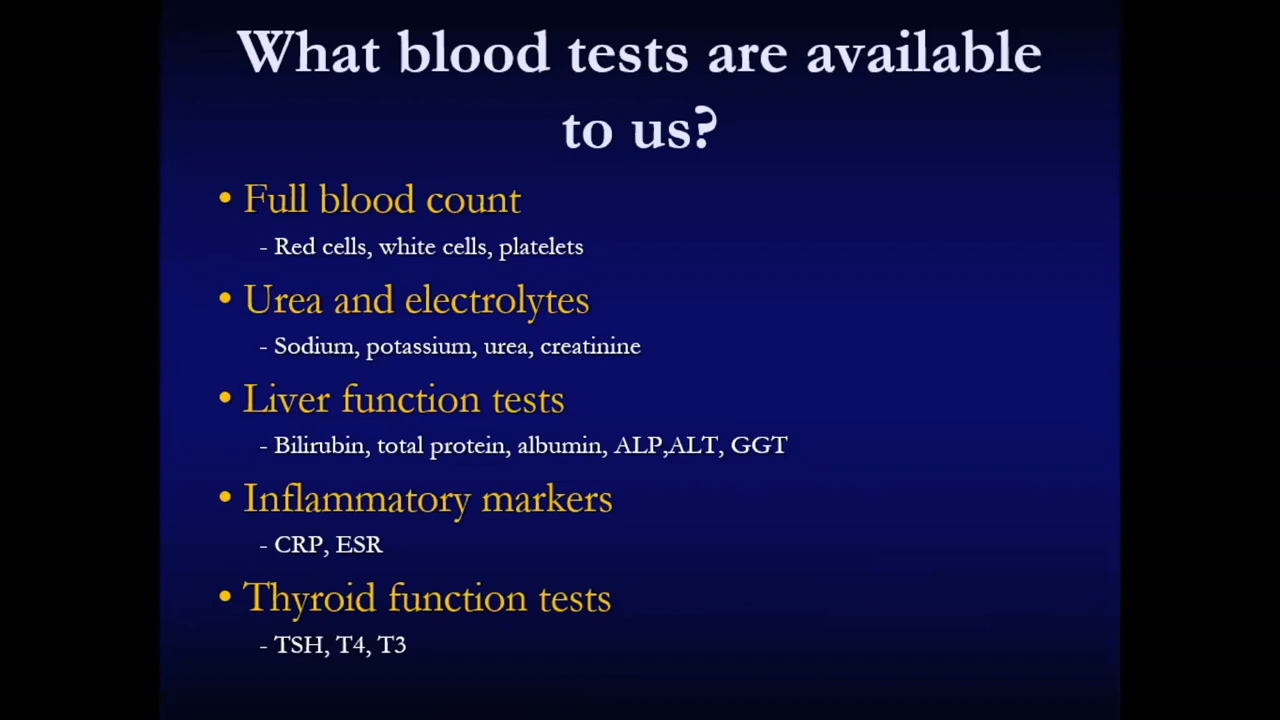 What blood tests are available
to us?
• Full blood count
- Red cells, white cells, platelets
• Urea and electrolytes
- Sodium, potassium, urea, creatinine
• Liver function tests
- Bilirubin, total protein, albumin, ALP,ALT, GGT
• Inflammatory markers
- CRP, ESR
• Thyroid function tests
- TSH, T4, T3